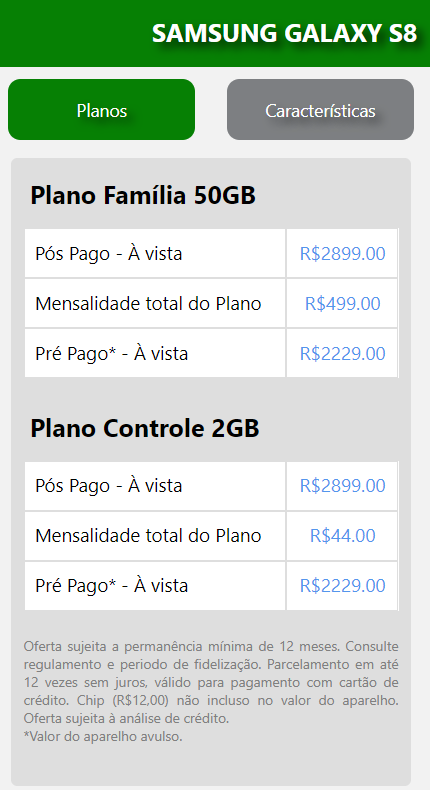 SAMSUNG GALAXY S8
Planos
Características
Plano Família 50GB
Pós Pago - À vista R$2899.00
Mensalidade total do Plano R$499.00
Pré Pago* - À vista R$2229.00
Plano Controle 2GB
Pós Pago - À vista R$2899.00
Mensalidade total do Plano R$44.00
Pré Pago* - À vista R$2229.00
Oferta sujeita a permanência mínima de 12 meses. Consulte
regulamento e periodo de fidelização. Parcelamento em até
12 vezes sem juros, válido para pagamento com cartão de
crédito. Chip (R$12,00) não incluso no valor do aparelho.
Oferta sujeita à análise de crédito.
*Valor do aparelho avulso.